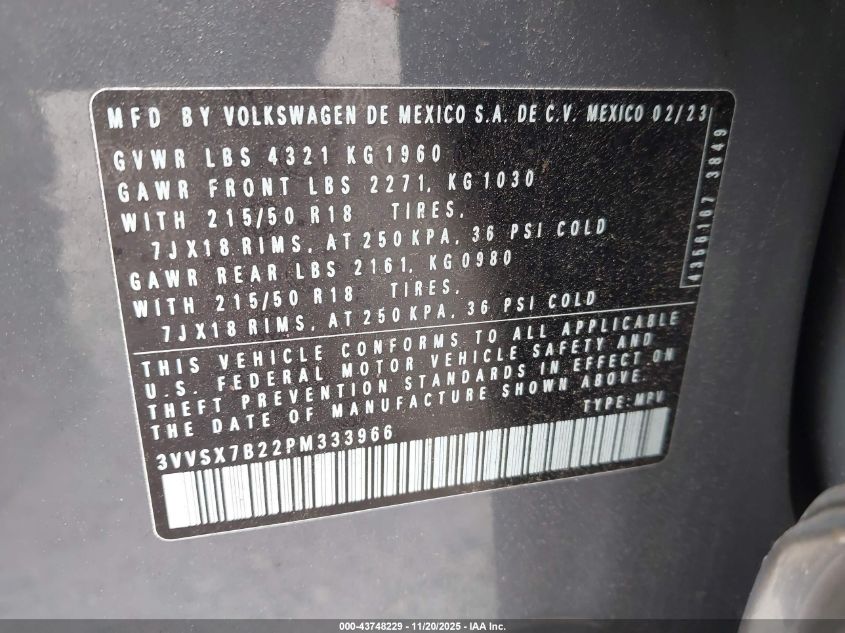 MFD BY VOLKSWAGEN DE MEXICO S.A. DE C.V. MEXICO 02/23
GVWR LBS 4321 KG 1960
GAWR FRONT LBS 2271, KG 1030
WITH 215/50 R18 TIRES,
7JX18 RIMS, AT 250 KPA, 36 PSI COLD
GAWR REAR LBS 2161, KG 0980
WITH 215/50 R18 TIRES,
7JX18 RIMS, AT 250 KPA, 36 PSI COLD
4356167 3849
THIS VEHICLE CONFORMS TO ALL APPLICABLE
U.S. FEDERAL MOTOR VEHICLE SAFETY AND
THEFT PREVENTION STANDARDS IN EFFECT ON
THE DATE OF MANUFACTURE SHOWN ABOVE.
TYPE: MPV
3VVSX7B22PM333966
000-43748229 - 11/20/2025 - IAA Inc.